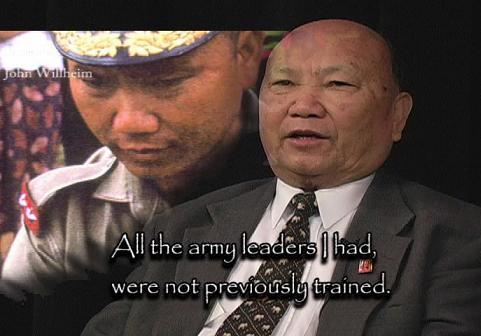 John Willheim
All the army leaders I had,
were not previously trained.